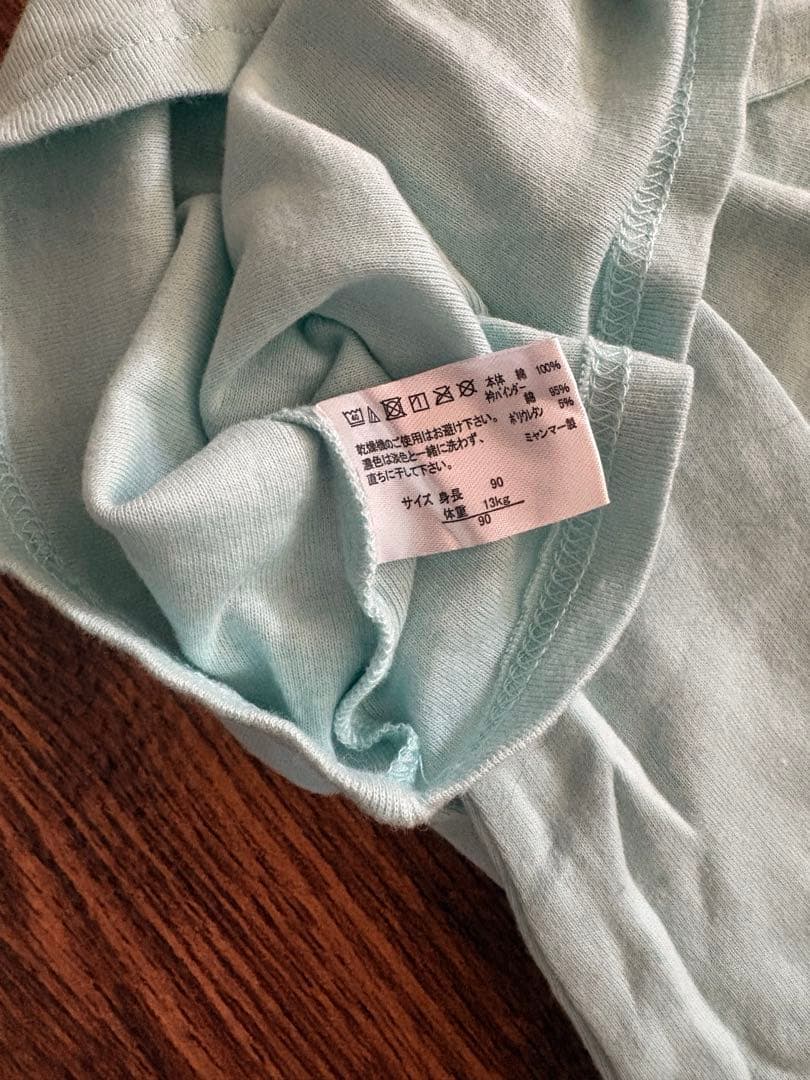 40
本体 綿 100%
衿バインダー
綿 95%
ポリウレタン 5%
ミャンマー製
乾燥機のご使用はお避け下さい。
濃色は淡色と一緒に洗わず、
直ちに干して下さい。
サイズ 身長 90
体重 13kg
90